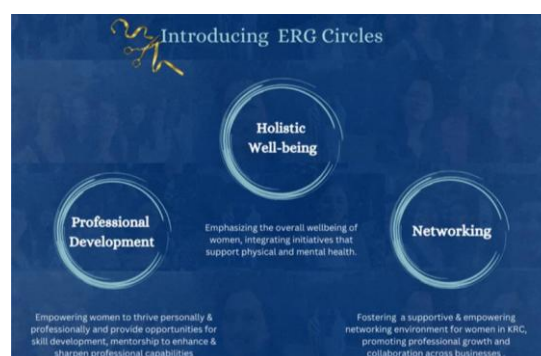 Introducing ERG Circles
Holistic
Well-being
Professional
Development
Emphasizing the overall wellbeing of
women, integrating initiatives that
support physical and mental health.
Networking
Empowering women to thrive personally &
professionally and provide opportunities for
skill development, mentorship to enhance &
sharpen professional capabilities
Fostering a supportive & empowering
networking environment for women in KRC,
promoting professional growth and
collaboration across businesses